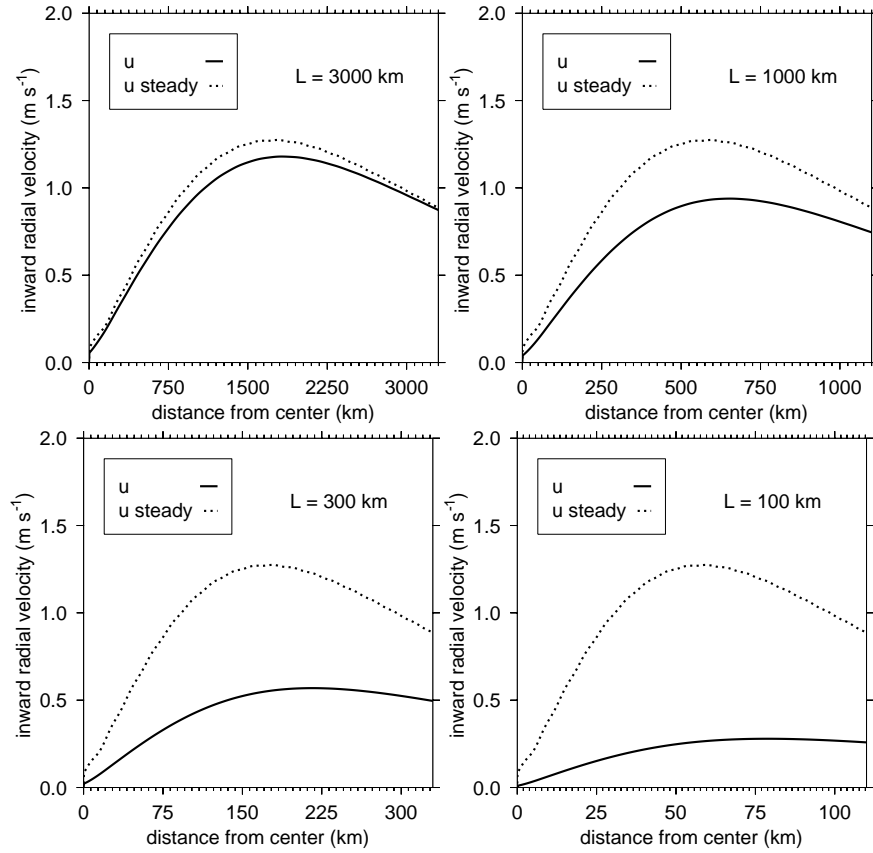 2.0
1.5
1.0
0.5
0.0
inward radial velocity (m s-1)
u
u steady
L = 3000 km
0 750 1500 2250 3000
distance from center (km)
2.0
1.5
1.0
0.5
0.0
inward radial velocity (m s-1)
u
u steady
L = 1000 km
0 250 500 750 1000
distance from center (km)
2.0
1.5
1.0
0.5
0.0
inward radial velocity (m s-1)
u
u steady
L = 300 km
0 75 150 225 300
distance from center (km)
2.0
1.5
1.0
0.5
0.0
inward radial velocity (m s-1)
u
u steady
L = 100 km
0 25 50 75 100
distance from center (km)